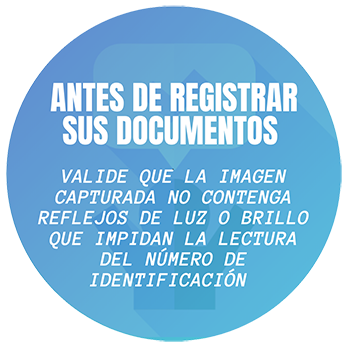 ANTES DE REGISTRAR
SUS DOCUMENTOS
VALIDE QUE LA IMAGEN
CAPTURADA NO CONTENGA
REFLEJOS DE LUZ O BRILLO
QUE IMPIDAN LA LECTURA
DEL NÚMERO DE
IDENTIFICACIÓN